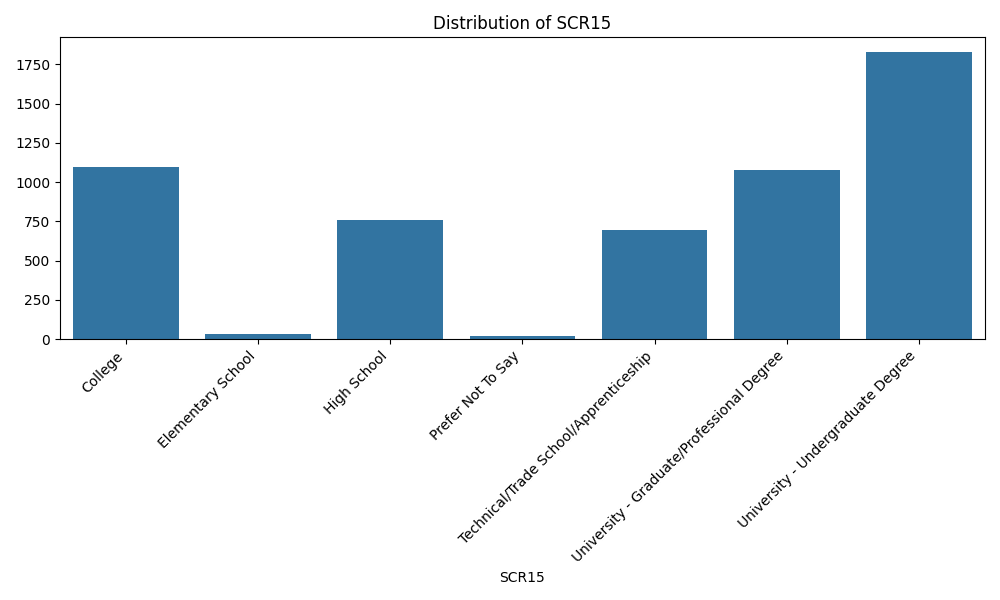 Distribution of SCR15
1750
1500
1250
1000
750
500
250
0
College
Elementary School
High School
Prefer Not To Say
Technical/Trade School/Apprenticeship
University - Graduate/Professional Degree
University - Undergraduate Degree
SCR15